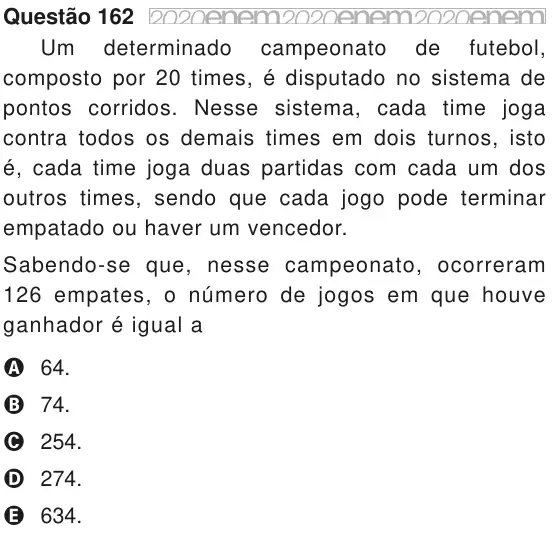 Questão 162 2020enem2020enem2020enem
Um determinado campeonato de futebol,
composto por 20 times, é disputado no sistema de
pontos corridos. Nesse sistema, cada time joga
contra todos os demais times em dois turnos, isto
é, cada time joga duas partidas com cada um dos
outros times, sendo que cada jogo pode terminar
empatado ou haver um vencedor.
Sabendo-se que, nesse campeonato, ocorreram
126 empates, o número de jogos em que houve
ganhador é igual a
A 64.
B 74.
C 254.
D 274.
E 634.